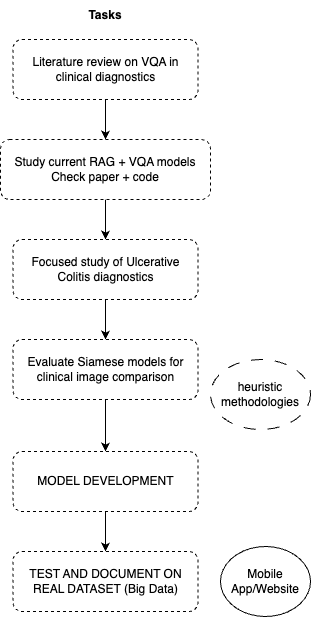 Tasks
Literature review on VQA in
clinical diagnostics
Study current RAG + VQA models
Check paper + code
Focused study of Ulcerative
Colitis diagnostics
Evaluate Siamese models for
clinical image comparison
heuristic
methodologies
MODEL DEVELOPMENT
TEST AND DOCUMENT ON
REAL DATASET (Big Data)
Mobile
App/Website